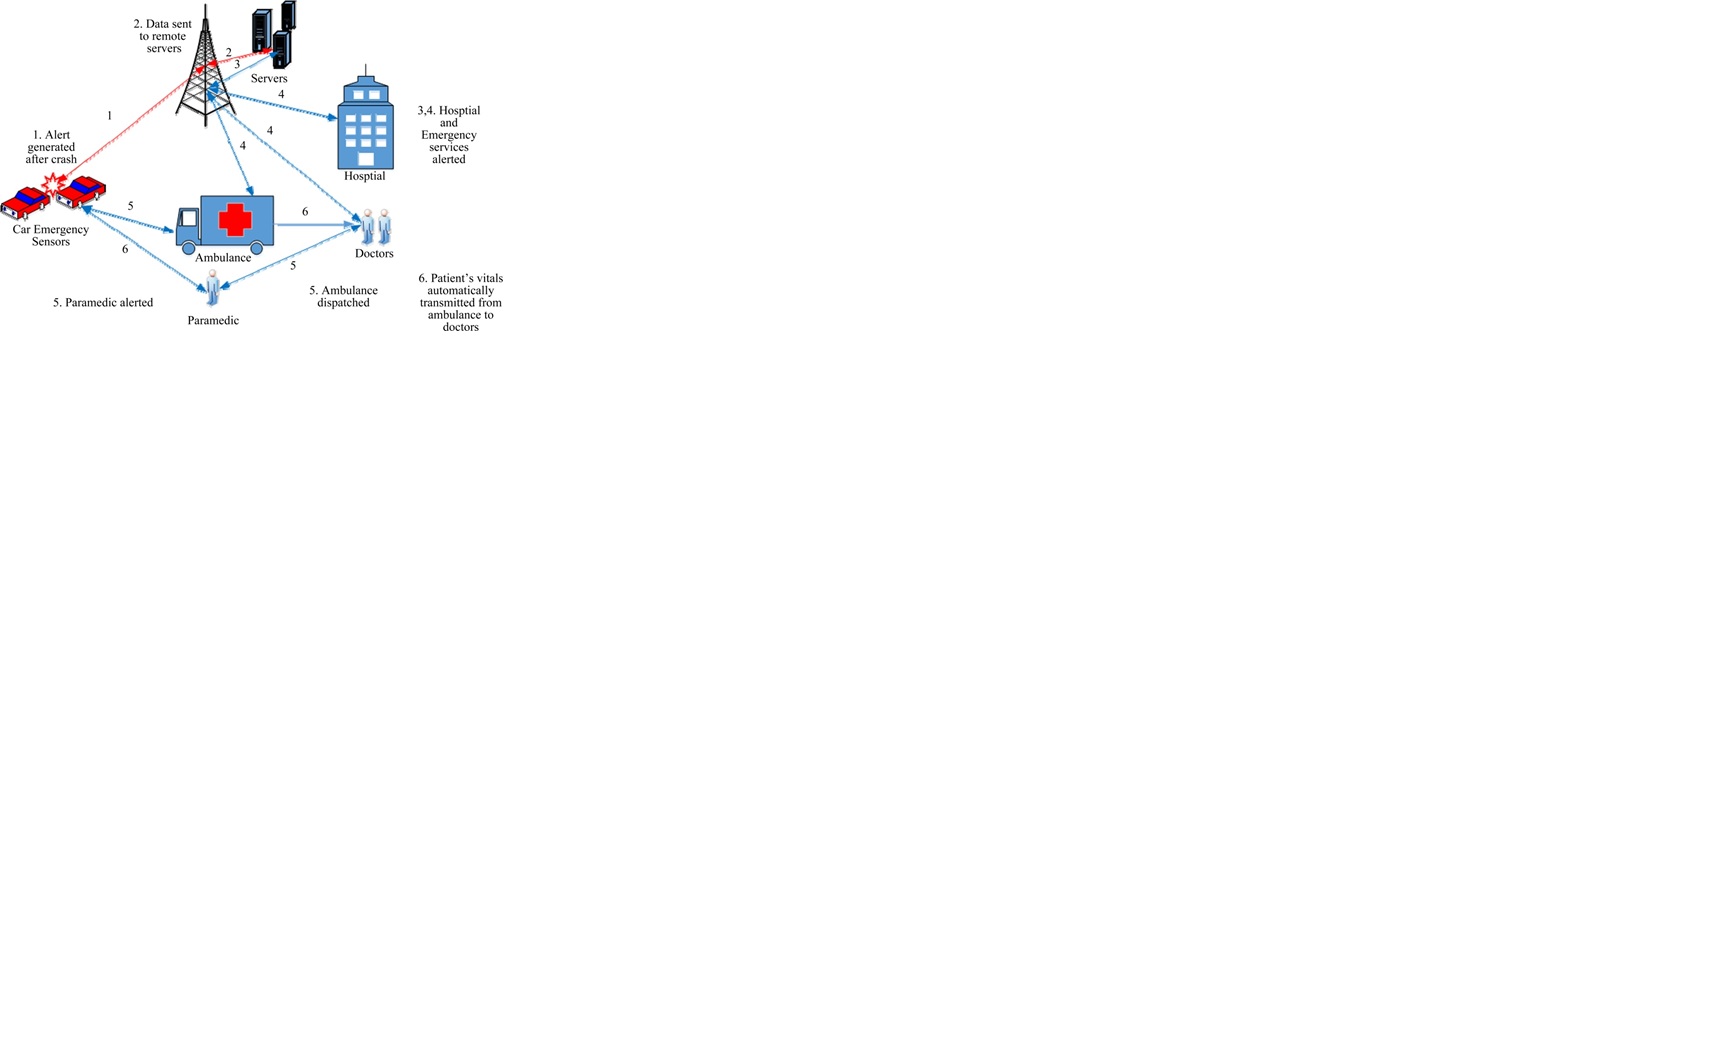 2. Data sent
to remote
servers
2
3
Servers
4
1
3,4. Hosptial
and
Emergency
services
alerted
4
1. Alert
generated
after crash
4
Hosptial
5
6
Car Emergency
Sensors
6
Ambulance
Doctors
5
5. Paramedic alerted
5. Ambulance
dispatched
6. Patient's vitals
automatically
transmitted from
ambulance to
doctors
Paramedic